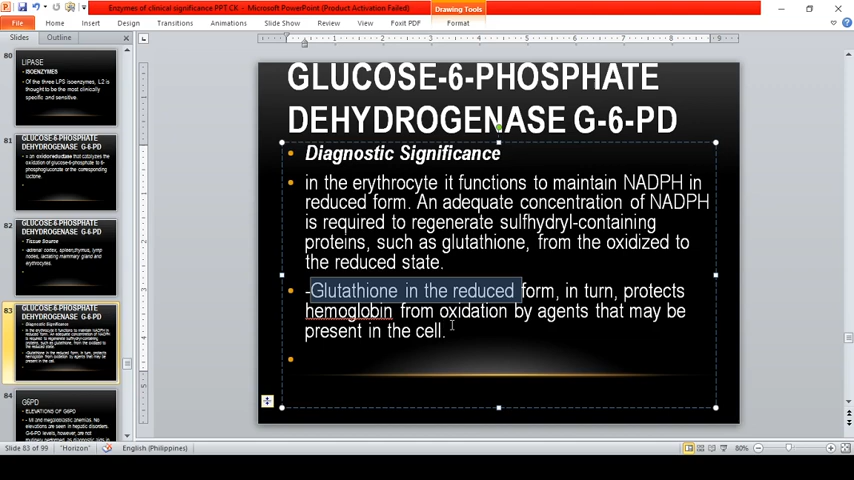 Enzymes of clinical significance PPT CK - Microsoft PowerPoint (Product Activation Failed)
Drawing Tools
File
Home
Insert
Design
Transitions
Animations
Slide Show
Review
View
Foxit PDF
Format
Slides
Outline
80
LIPASE
ISOENZYMES
Of the three LPS isoenzymes, L2 is
thought to be the most clinically
specific and sensitive.
81
GLUCOSE-6-PHOSPHATE
DEHYDROGENASE G-6-PD
is an oxidoreductase that catalyzes the
oxidation of glucose-6-phosphate to 6-
phosphogluconate or the corresponding
lactone.
82
GLUCOSE-6-PHOSPHATE
DEHYDROGENASE G-6-PD
Tissue Source
-adrenal cortex, spleen,thymus, lymp
nodes, lactating mammary gland and
erythrocytes.
83
GLUCOSE-6-PHOSPHATE
DEHYDROGENASE G-6-PD
Diagnostic Significance
in the erythrocyte it functions to maintain NADPH in
reduced form. An adequate concentration of NADPH
is required to regenerate sulfhydryl-containing
proteins, such as glutathione, from the oxidized to
the reduced state.
-Glutathione in the reduced form, in turn, protects
hemoglobin from oxidation by agents that may be
present in the cell.
84
G6PD
ELEVATIONS OF G6PD
- MI and megaloblastic anemias. No
elevations are seen in hepatic disorders.
G-6-PD levels, however, are not
GLUCOSE-6-PHOSPHATE
DEHYDROGENASE G-6-PD
Diagnostic Significance
in the erythrocyte it functions to maintain NADPH in
reduced form. An adequate concentration of NADPH
is required to regenerate sulfhydryl-containing
proteins, such as glutathione, from the oxidized to
the reduced state.
-Glutathione in the reduced form, in turn, protects
hemoglobin from oxidation by agents that may be
present in the cell.
Slide 83 of 99
"Horizon"
English (Philippines)
80%